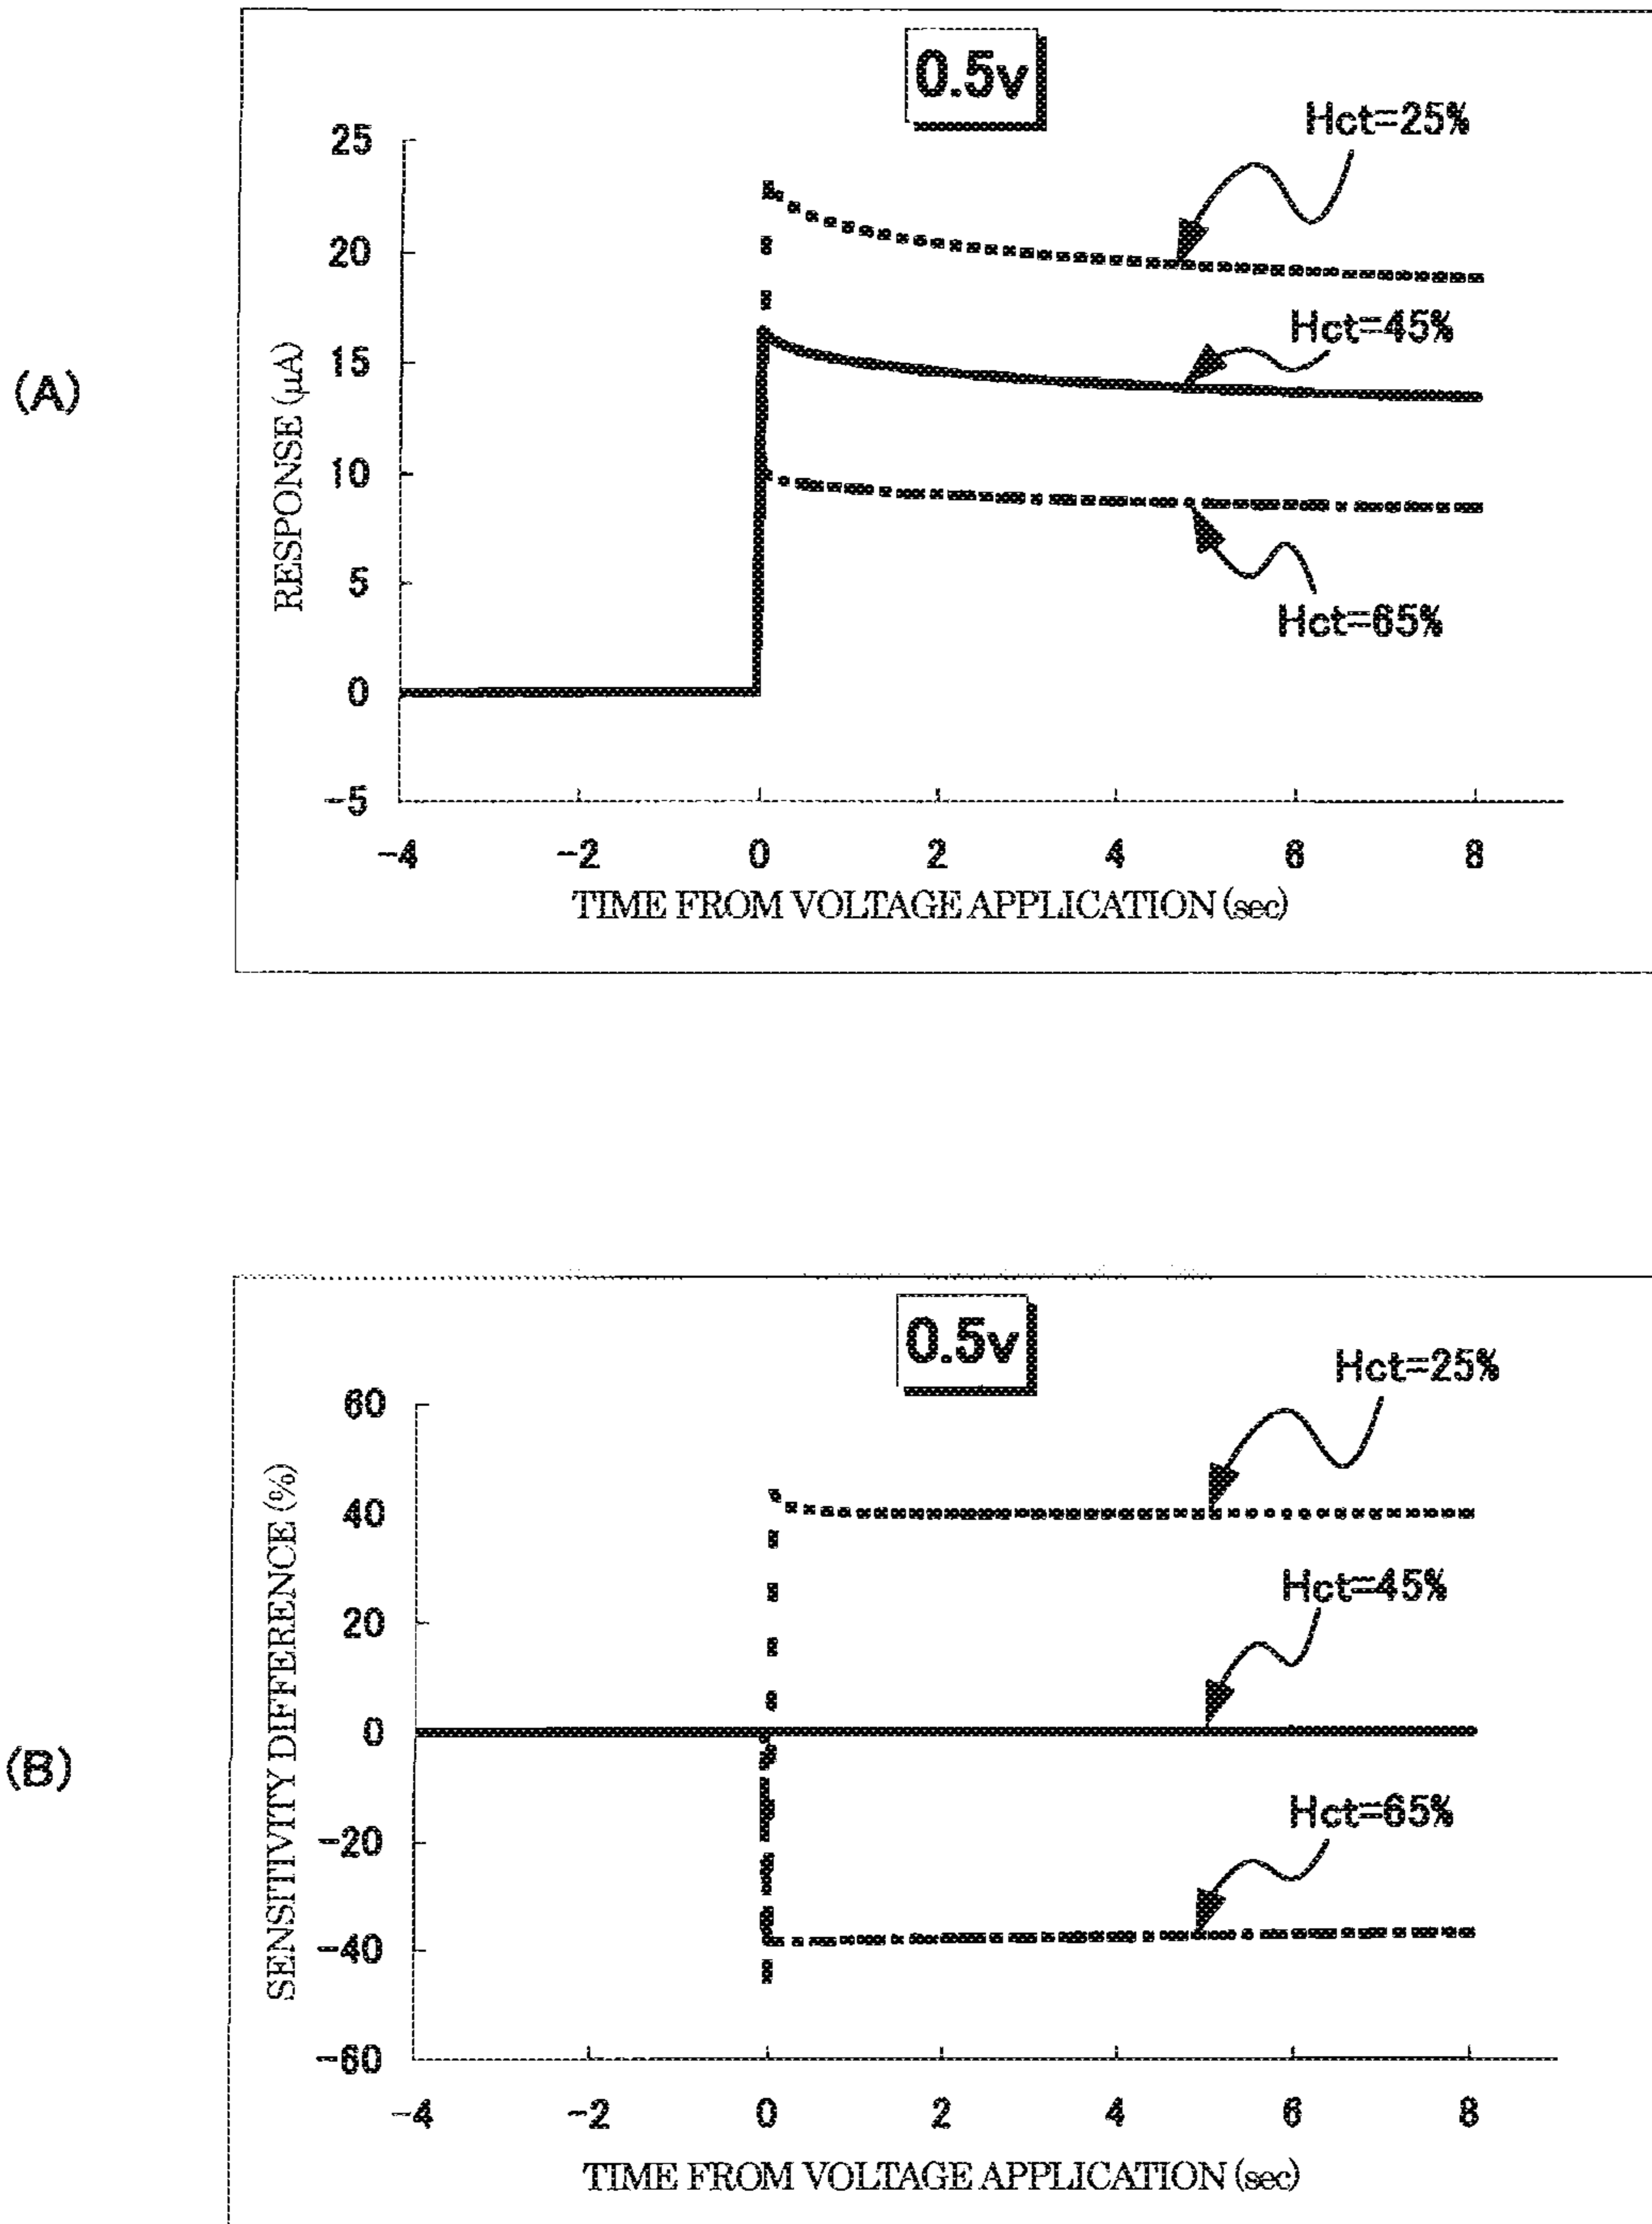 (A)
0.5v
Hct=25%
Hct=45%
Hct=65%
RESPONSE (μA)
25
20
15
10
5
0
-5
-4 -2 0 2 4 6 8
TIME FROM VOLTAGE APPLICATION (sec)
(B)
0.5v
Hct=25%
Hct=45%
Hct=65%
SENSITIVITY DIFFERENCE (%)
60
40
20
0
-20
-40
-60
-4 -2 0 2 4 6 8
TIME FROM VOLTAGE APPLICATION (sec)